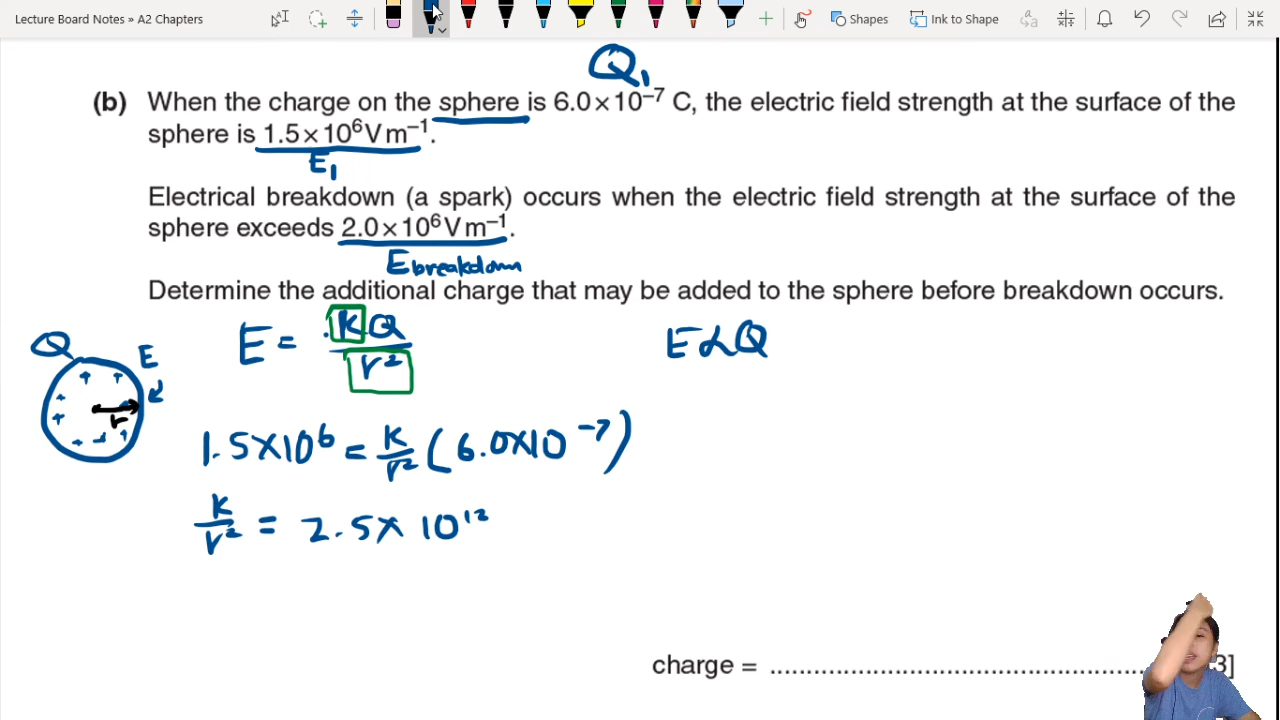 Lecture Board Notes » A2 Chapters
Shapes
Ink to Shape
Q₁
(b) When the charge on the sphere is 6.0×10⁻⁷ C, the electric field strength at the surface of the
sphere is 1.5×10⁶ V m⁻¹.
E₁
Electrical breakdown (a spark) occurs when the electric field strength at the surface of the
sphere exceeds 2.0×10⁶ V m⁻¹.
E breakdown
Determine the additional charge that may be added to the sphere before breakdown occurs.
Q
E
r
E = kQ / r²
E ∝ Q
1.5×10⁶ = k/r² (6.0×10⁻⁷)
k/r² = 2.5×10¹²
charge = ................................................ 3]